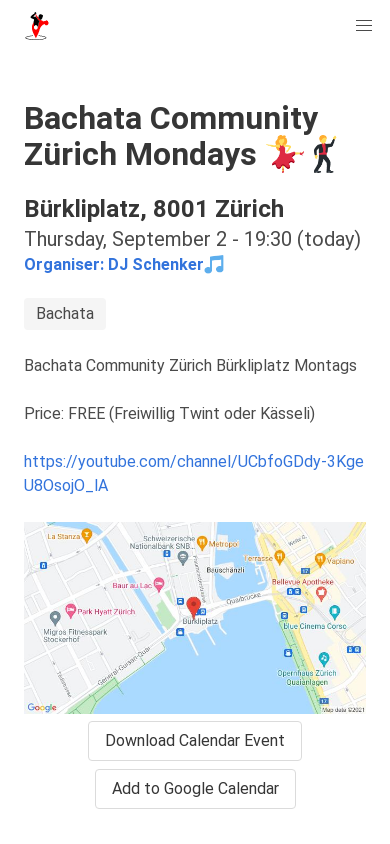 Bachata Community
Zürich Mondays 💃🕺
Bürkliplatz, 8001 Zürich
Thursday, September 2 - 19:30 (today)
Organiser: DJ Schenker🎵
Bachata
Bachata Community Zürich Bürkliplatz Montags
Price: FREE (Freiwillig Twint oder Kässeli)
https://youtube.com/channel/UCbfoGDdy-3Kge
U8OsojO_lA
La Stanza
Schweizerische
Nationalbank SNB
Metropol
Bauschänzli
Terrasse
Vapiano
Baur au Lac
Bellevue Apotheke
Park Hyatt Zürich
Quaibrücke
Migros Fitnesspark
Stockerhof
Bürkliplatz
Blue Cinema Corso
General-Guisan-Quai
Opernhaus Zürich
Quaianlagen
Google
Map data ©2021
Download Calendar Event
Add to Google Calendar